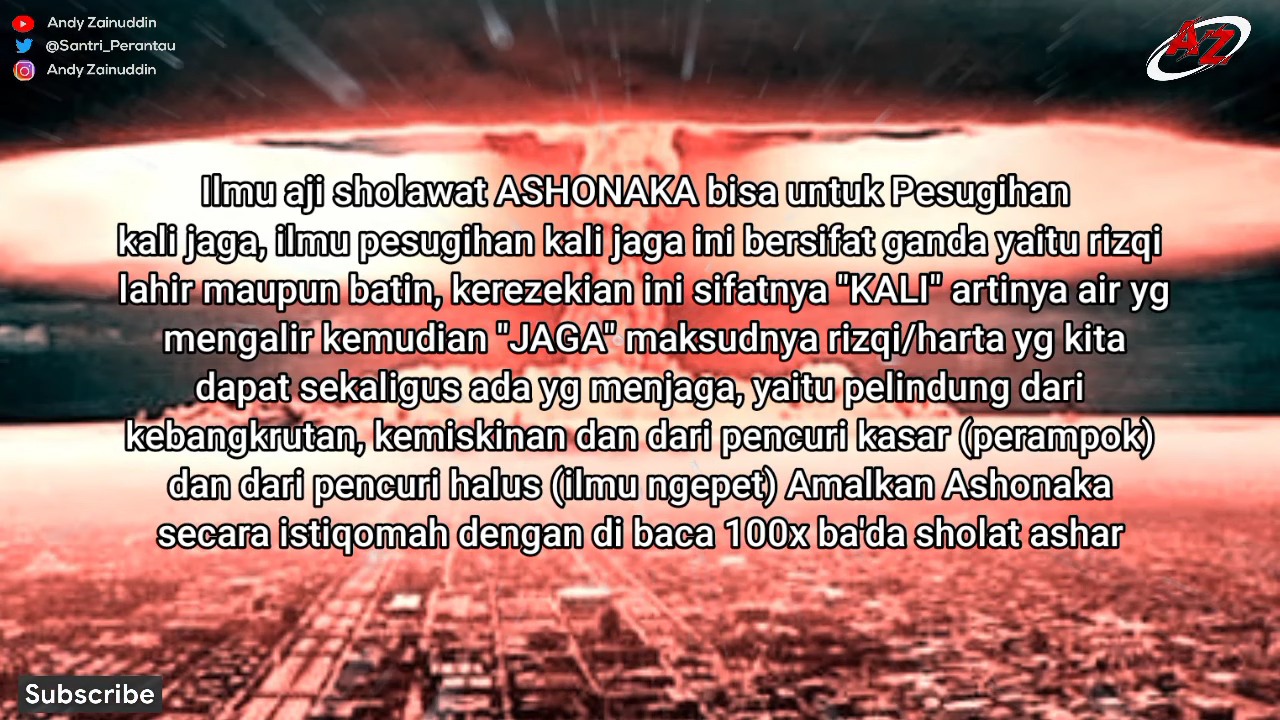 Andy Zainuddin
@Santri_Perantau
Andy Zainuddin
AZ
Ilmu aji sholawat ASHONAKA bisa untuk Pesugihan
kali jaga, ilmu pesugihan kali jaga ini bersifat ganda yaitu rizqi
lahir maupun batin, kerezekian ini sifatnya "KALI" artinya air yg
mengalir kemudian "JAGA" maksudnya rizqi/harta yg kita
dapat sekaligus ada yg menjaga, yaitu pelindung dari
kebangkrutan, kemiskinan dan dari pencuri kasar (perampok)
dan dari pencuri halus (ilmu ngepet) Amalkan Ashonaka
secara istiqomah dengan di baca 100x ba'da sholat ashar
Subscribe